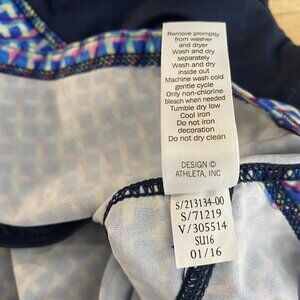 Remove promptly
from washer
and dryer
Wash and dry
separately
Wash and dry
inside out
Machine wash cold
gentle cycle
Only non-chlorine
bleach when needed
Tumble dry low
Cool iron
Do not iron
decoration
Do not dry clean
DESIGN ©
ATHLETA, INC
S/213134-00
S/71219
V/305514
SU16
01/16